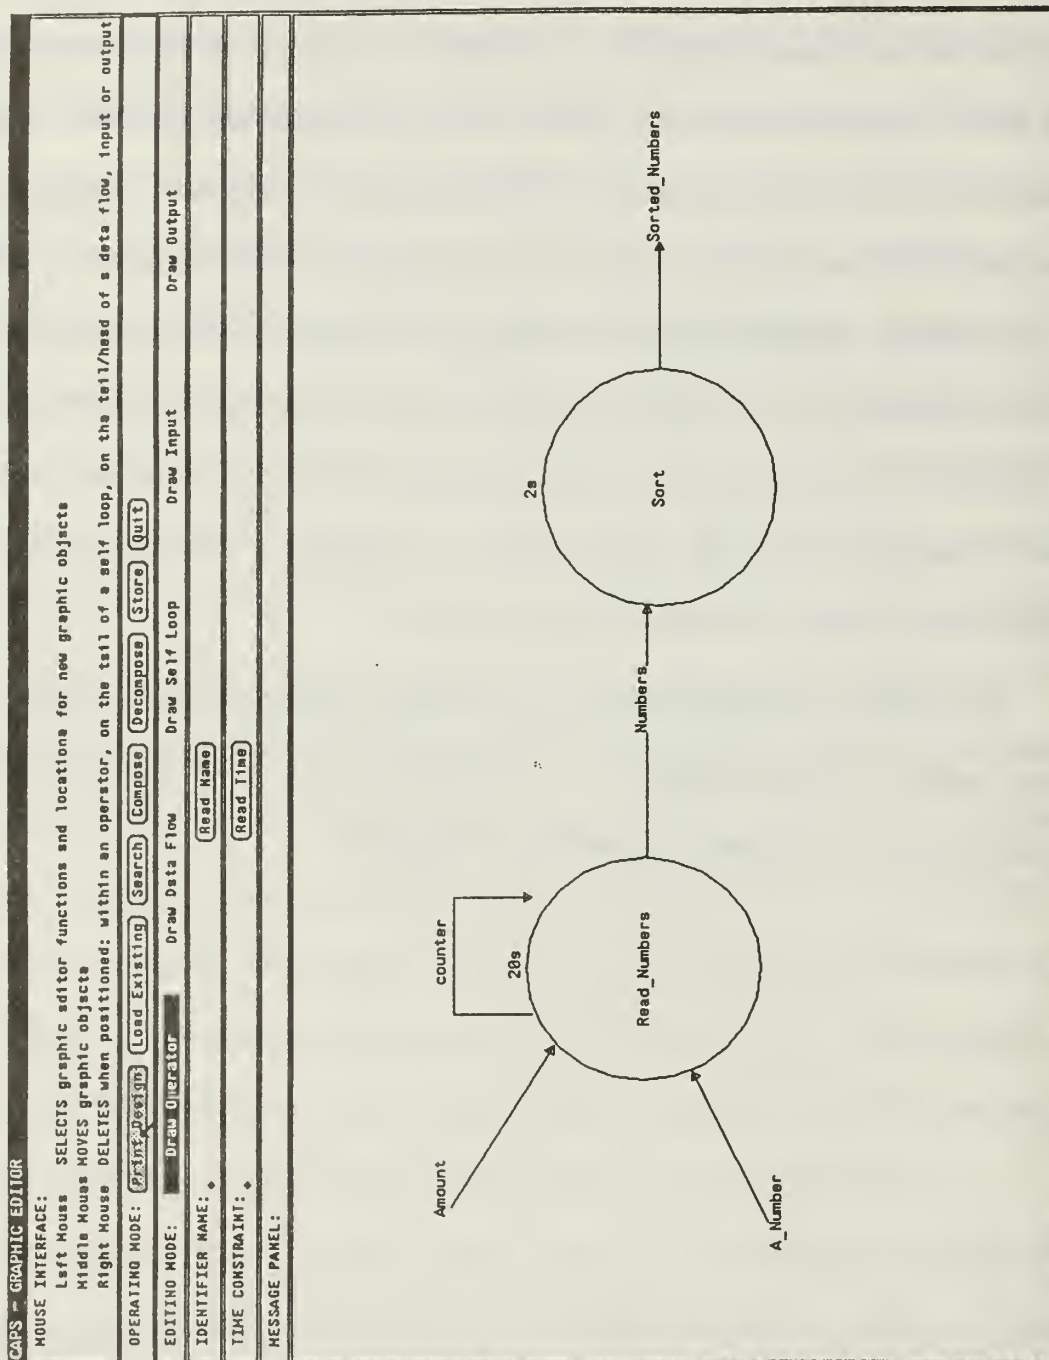 CAPS - GRAPHIC EDITOR
MOUSE INTERFACE:
Left Mouse SELECTS graphic editor functions and locations for new graphic objects
Middle Mouse MOVES graphic objects
Right Mouse DELETES when positioned: within an operator, on the tail of a self loop, on the tail/head of a data flow, input or output
OPERATING MODE: Print Design Load Existing Search Compose Decompose Store Quit
EDITING MODE: Draw Operator Draw Data Flow Draw Self Loop Draw Input Draw Output
IDENTIFIER NAME: Read Name
TIME CONSTRAINT: Read Time
MESSAGE PANEL:
counter
20s
2s
Amount
Read_Numbers
Numbers
Sort
Sorted_Numbers
A_Number